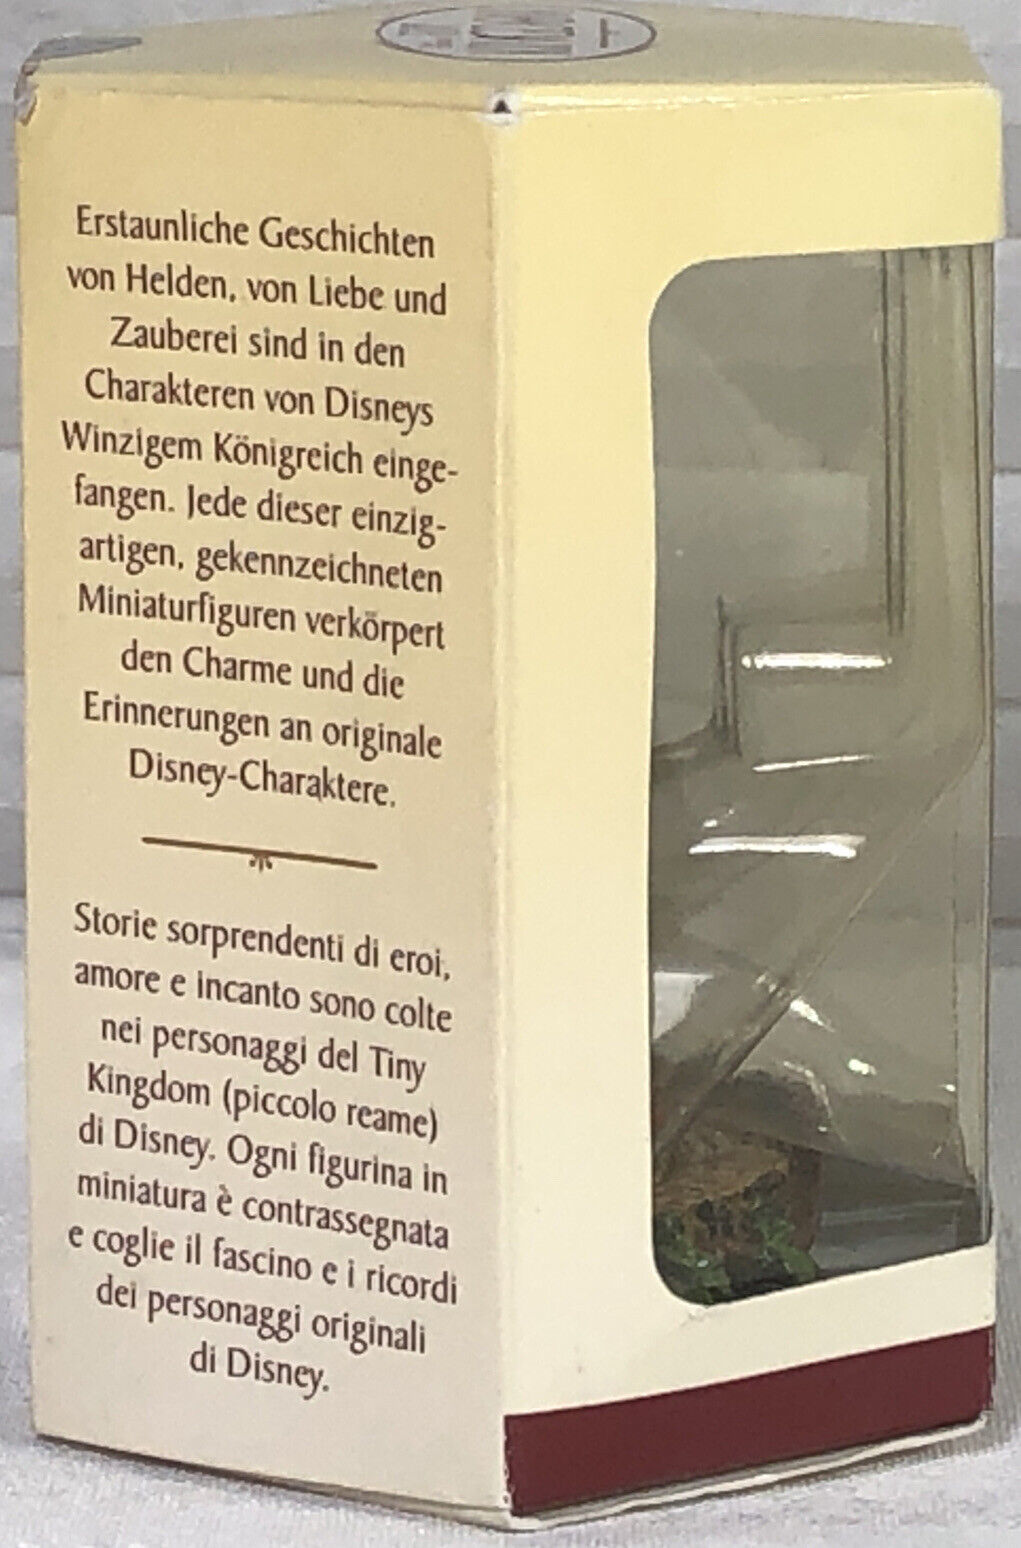 Erstaunliche Geschichten
von Helden, von Liebe und
Zauberei sind in den
Charakteren von Disneys
Winzigem Königreich einge-
fangen. Jede dieser einzig-
artigen, gekennzeichneten
Miniaturfiguren verkörpert
den Charme und die
Erinnerungen an originale
Disney-Charaktere.
Storie sorprendenti di eroi,
amore e incanto sono colte
nei personaggi del Tiny
Kingdom (piccolo reame)
di Disney. Ogni figurina in
miniatura è contrassegnata
e coglie il fascino e i ricordi
dei personaggi originali
di Disney.